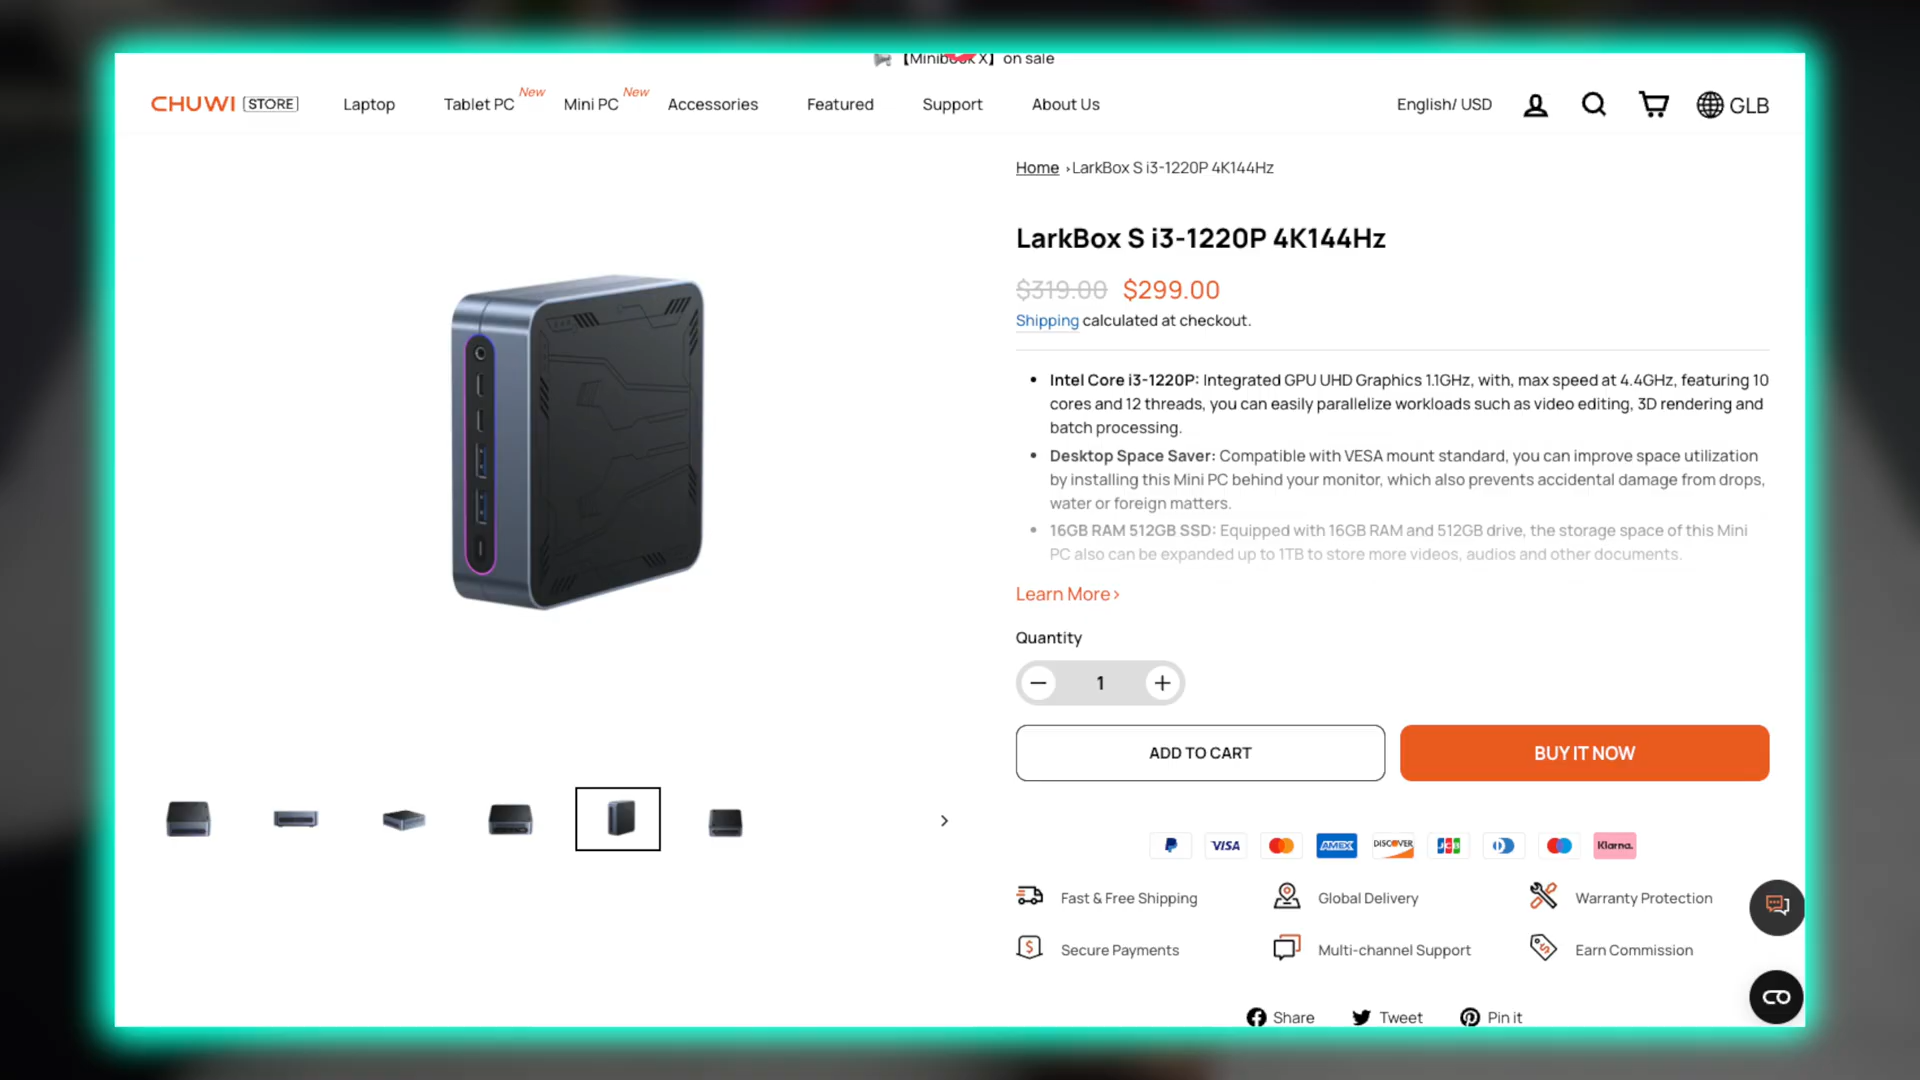 【Minibook X】on sale
CHUWI STORE
Laptop
Tablet PC New
Mini PC New
Accessories
Featured
Support
About Us
English/ USD
GLB
Home ›LarkBox S i3-1220P 4K144Hz
LarkBox S i3-1220P 4K144Hz
$319.00 $299.00
Shipping calculated at checkout.
• Intel Core i3-1220P: Integrated GPU UHD Graphics 1.1GHz, with, max speed at 4.4GHz, featuring 10
cores and 12 threads, you can easily parallelize workloads such as video editing, 3D rendering and
batch processing.
• Desktop Space Saver: Compatible with VESA mount standard, you can improve space utilization
by installing this Mini PC behind your monitor, which also prevents accidental damage from drops,
water or foreign matters.
• 16GB RAM 512GB SSD: Equipped with 16GB RAM and 512GB drive, the storage space of this Mini
PC also can be expanded up to 1TB to store more videos, audios and other documents.
Learn More›
Quantity
1
ADD TO CART
BUY IT NOW
VISA
AMEX
DISCOVER
JCB
Klarna.
Fast & Free Shipping
Global Delivery
Warranty Protection
Secure Payments
Multi-channel Support
Earn Commission
Share
Tweet
Pin it